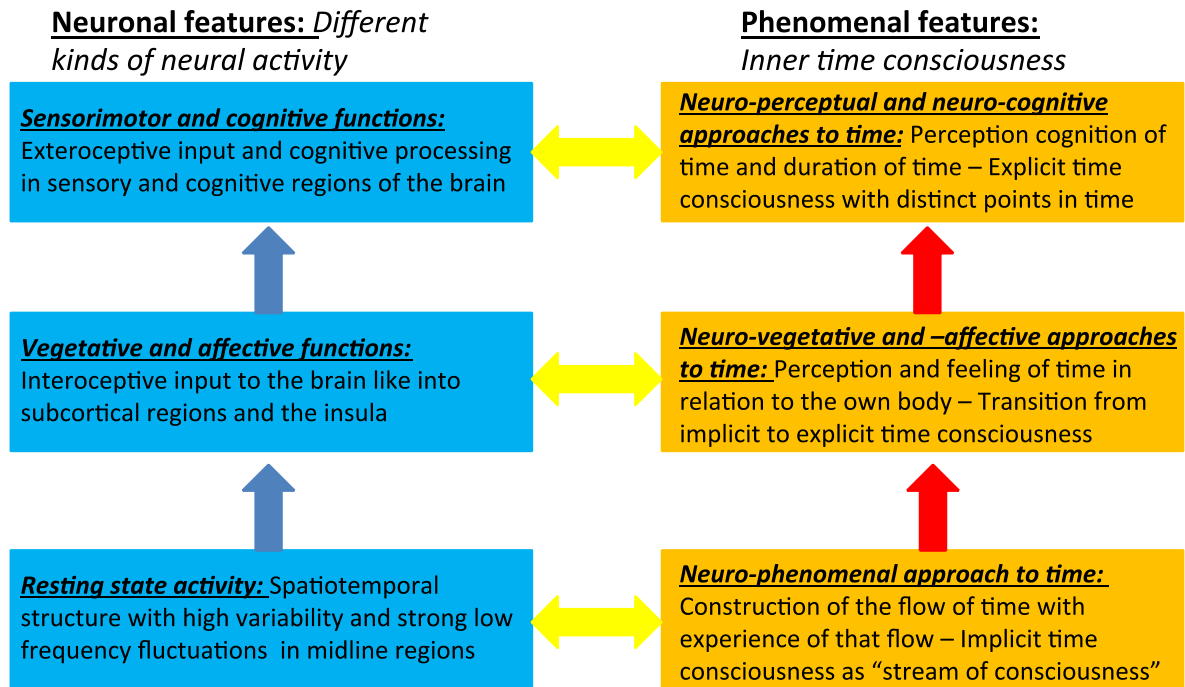 Neuronal features: Different
kinds of neural activity
Phenomenal features:
Inner time consciousness
Sensorimotor and cognitive functions:
Exteroceptive input and cognitive processing
in sensory and cognitive regions of the brain
Neuro-perceptual and neuro-cognitive
approaches to time: Perception cognition of
time and duration of time – Explicit time
consciousness with distinct points in time
Vegetative and affective functions:
Interoceptive input to the brain like into
subcortical regions and the insula
Neuro-vegetative and –affective approaches
to time: Perception and feeling of time in
relation to the own body – Transition from
implicit to explicit time consciousness
Resting state activity: Spatiotemporal
structure with high variability and strong low
frequency fluctuations in midline regions
Neuro-phenomenal approach to time:
Construction of the flow of time with
experience of that flow – Implicit time
consciousness as “stream of consciousness”